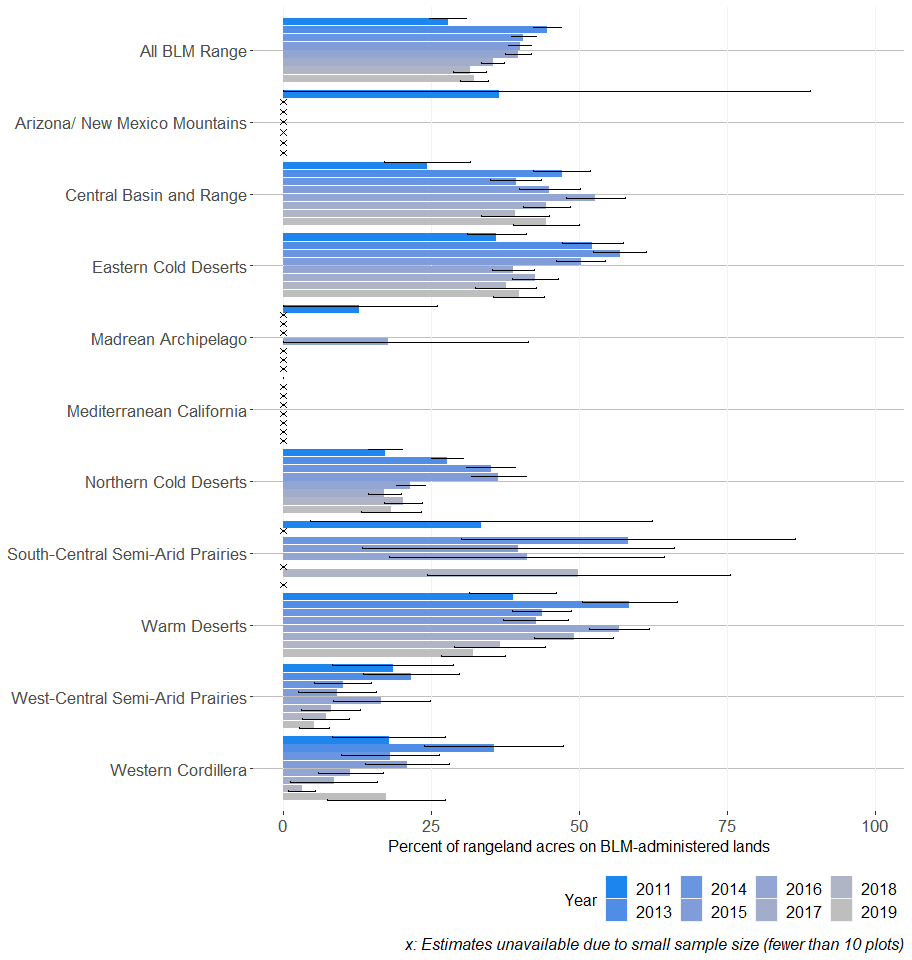 All BLM Range
Arizona/ New Mexico Mountains
Central Basin and Range
Eastern Cold Deserts
Madrean Archipelago
Mediterranean California
Northern Cold Deserts
South-Central Semi-Arid Prairies
Warm Deserts
West-Central Semi-Arid Prairies
Western Cordillera
0 25 50 75 100
Percent of rangeland acres on BLM-administered lands
Year
2011 2014 2016 2018
2013 2015 2017 2019
x: Estimates unavailable due to small sample size (fewer than 10 plots)